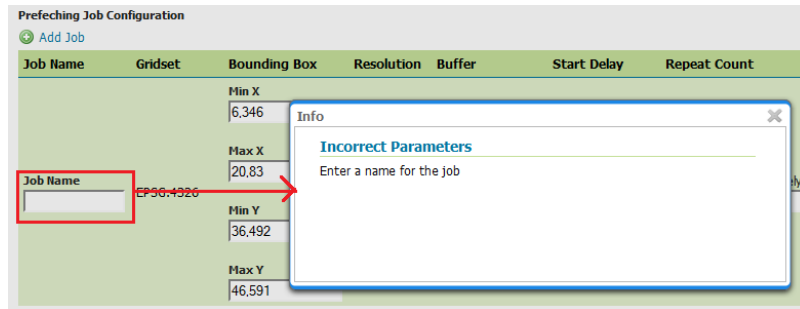 Prefeching Job Configuration
Add Job
Job Name Gridset Bounding Box Resolution Buffer Start Delay Repeat Count
Min X
6,346
Info
Incorrect Parameters
Enter a name for the job
Max X
20,83
Job Name
EPSG:4326
Min Y
36,492
Max Y
46,591